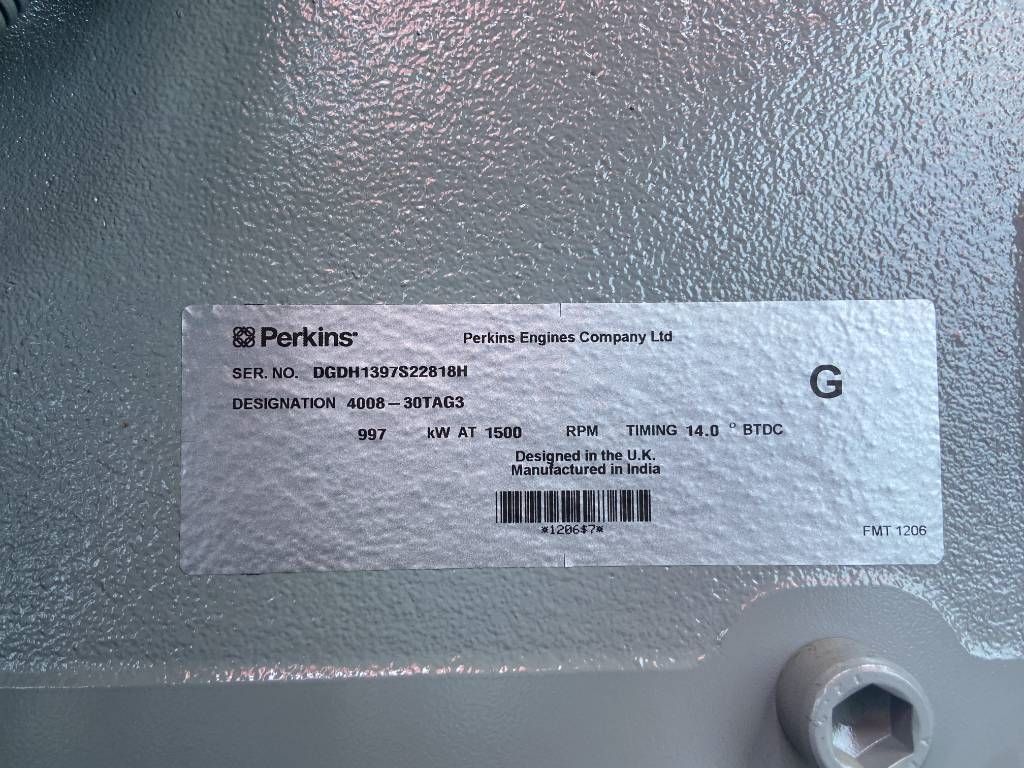 Perkins Perkins Engines Company Ltd
SER. NO. DGDH1397S22818H
G
DESIGNATION 4008-30TAG3
997 kW AT 1500 RPM TIMING 14.0 ° BTDC
Designed in the U.K.
Manufactured in India
*1206$7*
FMT 1206